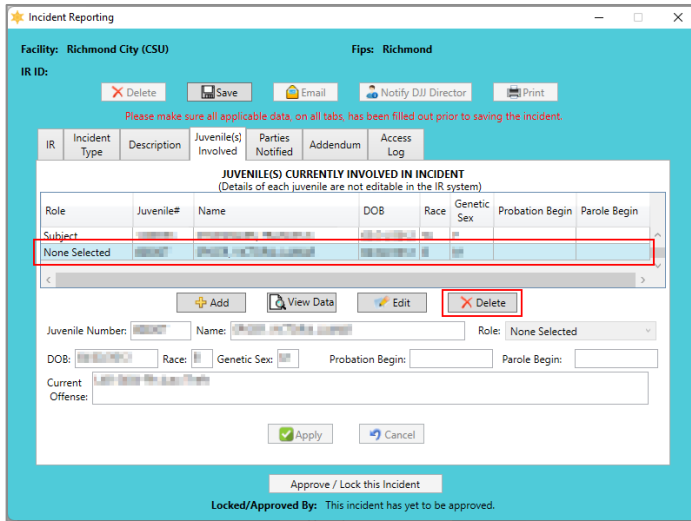 Incident Reporting
Facility: Richmond City (CSU) Fips: Richmond
IR ID:
Delete Save Email Notify DJJ Director Print
Please make sure all applicable data, on all tabs, has been filled out prior to saving the incident.
IR Incident Type Description Juvenile(s) Involved Parties Notified Addendum Access Log
JUVENILE(S) CURRENTLY INVOLVED IN INCIDENT
(Details of each juvenile are not editable in the IR system)
Role Juvenile# Name DOB Race Genetic Sex Probation Begin Parole Begin
Subject
None Selected
Add View Data Edit Delete
Juvenile Number: Name: Role: None Selected
DOB: Race: Genetic Sex: Probation Begin: Parole Begin:
Current Offense:
Apply Cancel
Approve / Lock this Incident
Locked/Approved By: This incident has yet to be approved.